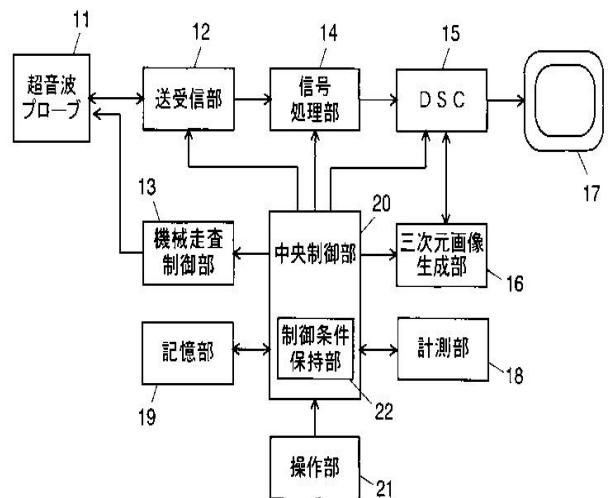 11
12
14
15
超音波
プローブ
送受信部
信号
処理部
DSC
17
13
20
機械走査
制御部
中央制御部
三次元画像
生成部
16
記憶部
制御条件
保持部
計測部
19
22
18
操作部
21